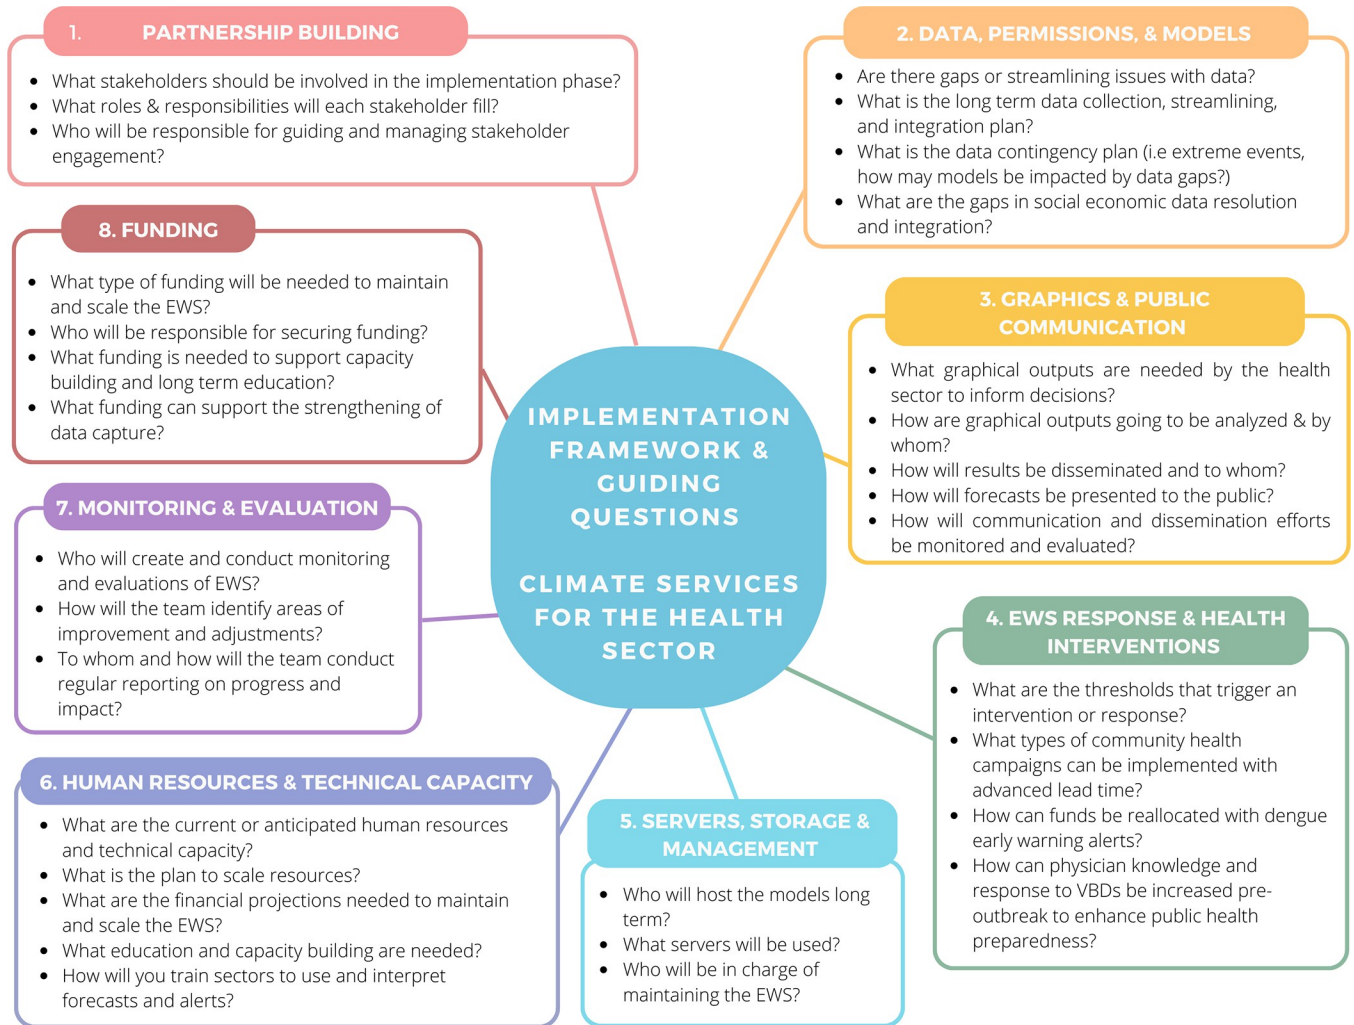 1. PARTNERSHIP BUILDING
• What stakeholders should be involved in the implementation phase?
• What roles & responsibilities will each stakeholder fill?
• Who will be responsible for guiding and managing stakeholder
engagement?
2. DATA, PERMISSIONS, & MODELS
• Are there gaps or streamlining issues with data?
• What is the long term data collection, streamlining,
and integration plan?
• What is the data contingency plan (i.e extreme events,
how may models be impacted by data gaps?)
• What are the gaps in social economic data resolution
and integration?
3. GRAPHICS & PUBLIC
COMMUNICATION
• What graphical outputs are needed by the health
sector to inform decisions?
• How are graphical outputs going to be analyzed & by
whom?
• How will results be disseminated and to whom?
• How will forecasts be presented to the public?
• How will communication and dissemination efforts
be monitored and evaluated?
4. EWS RESPONSE & HEALTH
INTERVENTIONS
• What are the thresholds that trigger an
intervention or response?
• What types of community health
campaigns can be implemented with
advanced lead time?
• How can funds be reallocated with dengue
early warning alerts?
• How can physician knowledge and
response to VBDs be increased pre-
outbreak to enhance public health
preparedness?
5. SERVERS, STORAGE &
MANAGEMENT
• Who will host the models long
term?
• What servers will be used?
• Who will be in charge of
maintaining the EWS?
6. HUMAN RESOURCES & TECHNICAL CAPACITY
• What are the current or anticipated human resources
and technical capacity?
• What is the plan to scale resources?
• What are the financial projections needed to maintain
and scale the EWS?
• What education and capacity building are needed?
• How will you train sectors to use and interpret
forecasts and alerts?
7. MONITORING & EVALUATION
• Who will create and conduct monitoring
and evaluations of EWS?
• How will the team identify areas of
improvement and adjustments?
• To whom and how will the team conduct
regular reporting on progress and
impact?
8. FUNDING
• What type of funding will be needed to maintain
and scale the EWS?
• Who will be responsible for securing funding?
• What funding is needed to support capacity
building and long term education?
• What funding can support the strengthening of
data capture?
IMPLEMENTATION
FRAMEWORK &
GUIDING
QUESTIONS
CLIMATE SERVICES
FOR THE HEALTH
SECTOR